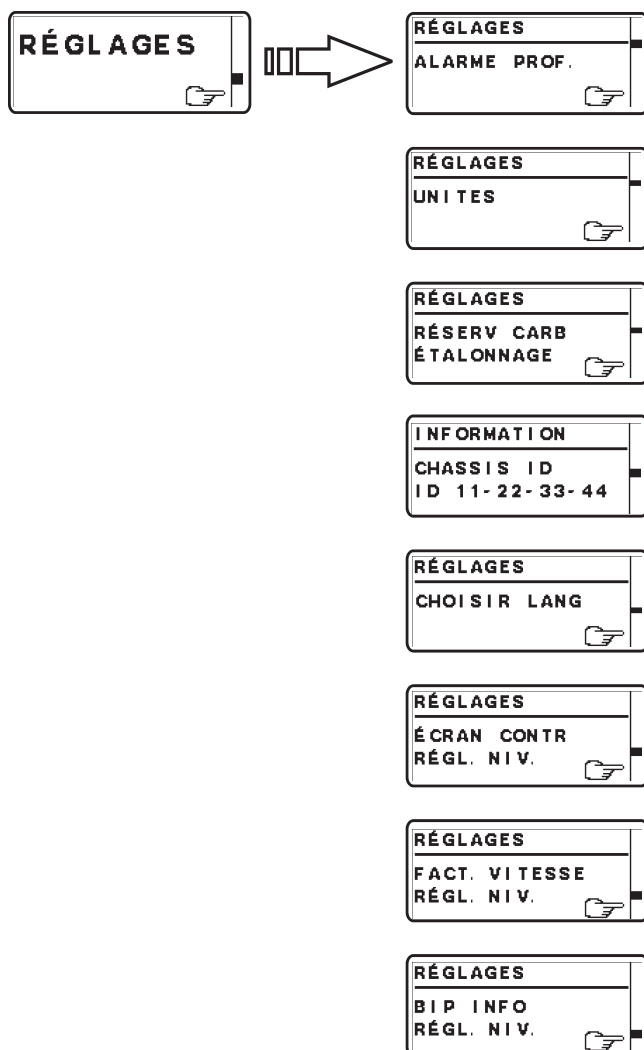 RÉGLAGES
RÉGLAGES
ALARME PROF.
RÉGLAGES
UNITES
RÉGLAGES
RÉSERV CARB
ÉTALONNAGE
INFORMATION
CHASSIS ID
ID 11-22-33-44
RÉGLAGES
CHOISIR LANG
RÉGLAGES
ÉCRAN CONTR
RÉGL. NIV.
RÉGLAGES
FACT. VITESSE
RÉGL. NIV.
RÉGLAGES
BIP INFO
RÉGL. NIV.